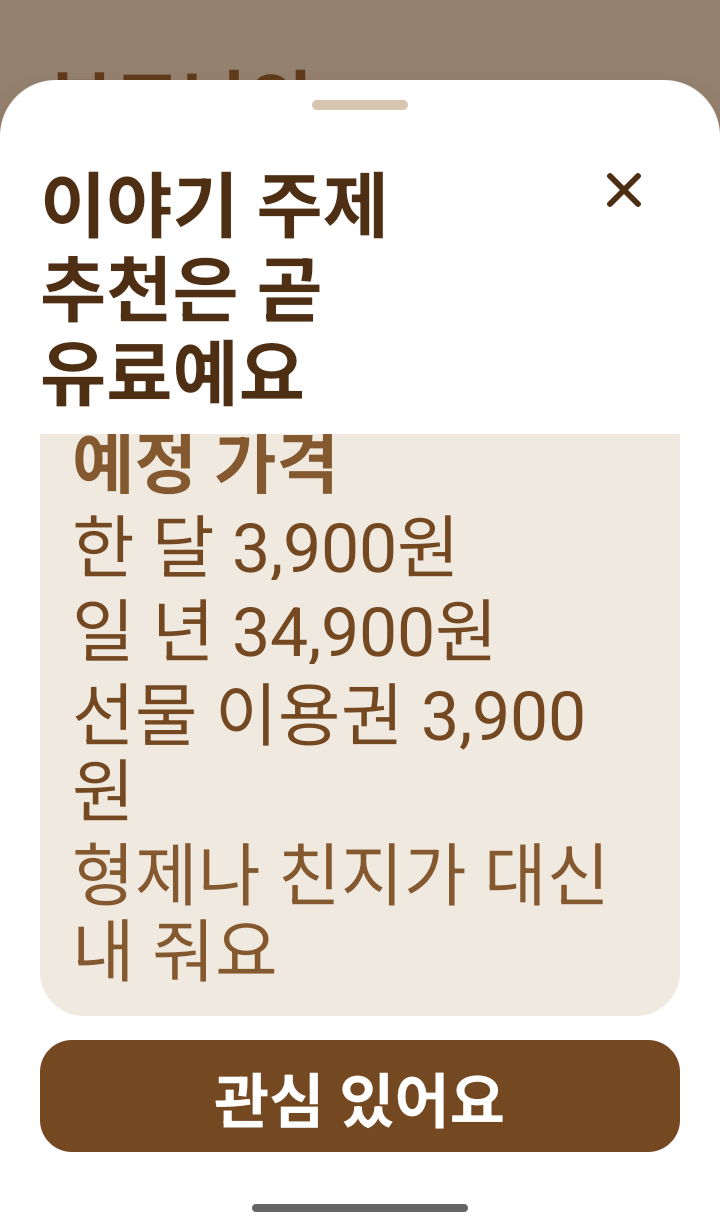 이야기 주제
추천은 곧
유료예요
예정 가격
한 달 3,900원
일 년 34,900원
선물 이용권 3,900
원
형제나 친지가 대신
내 줘요
관심 있어요